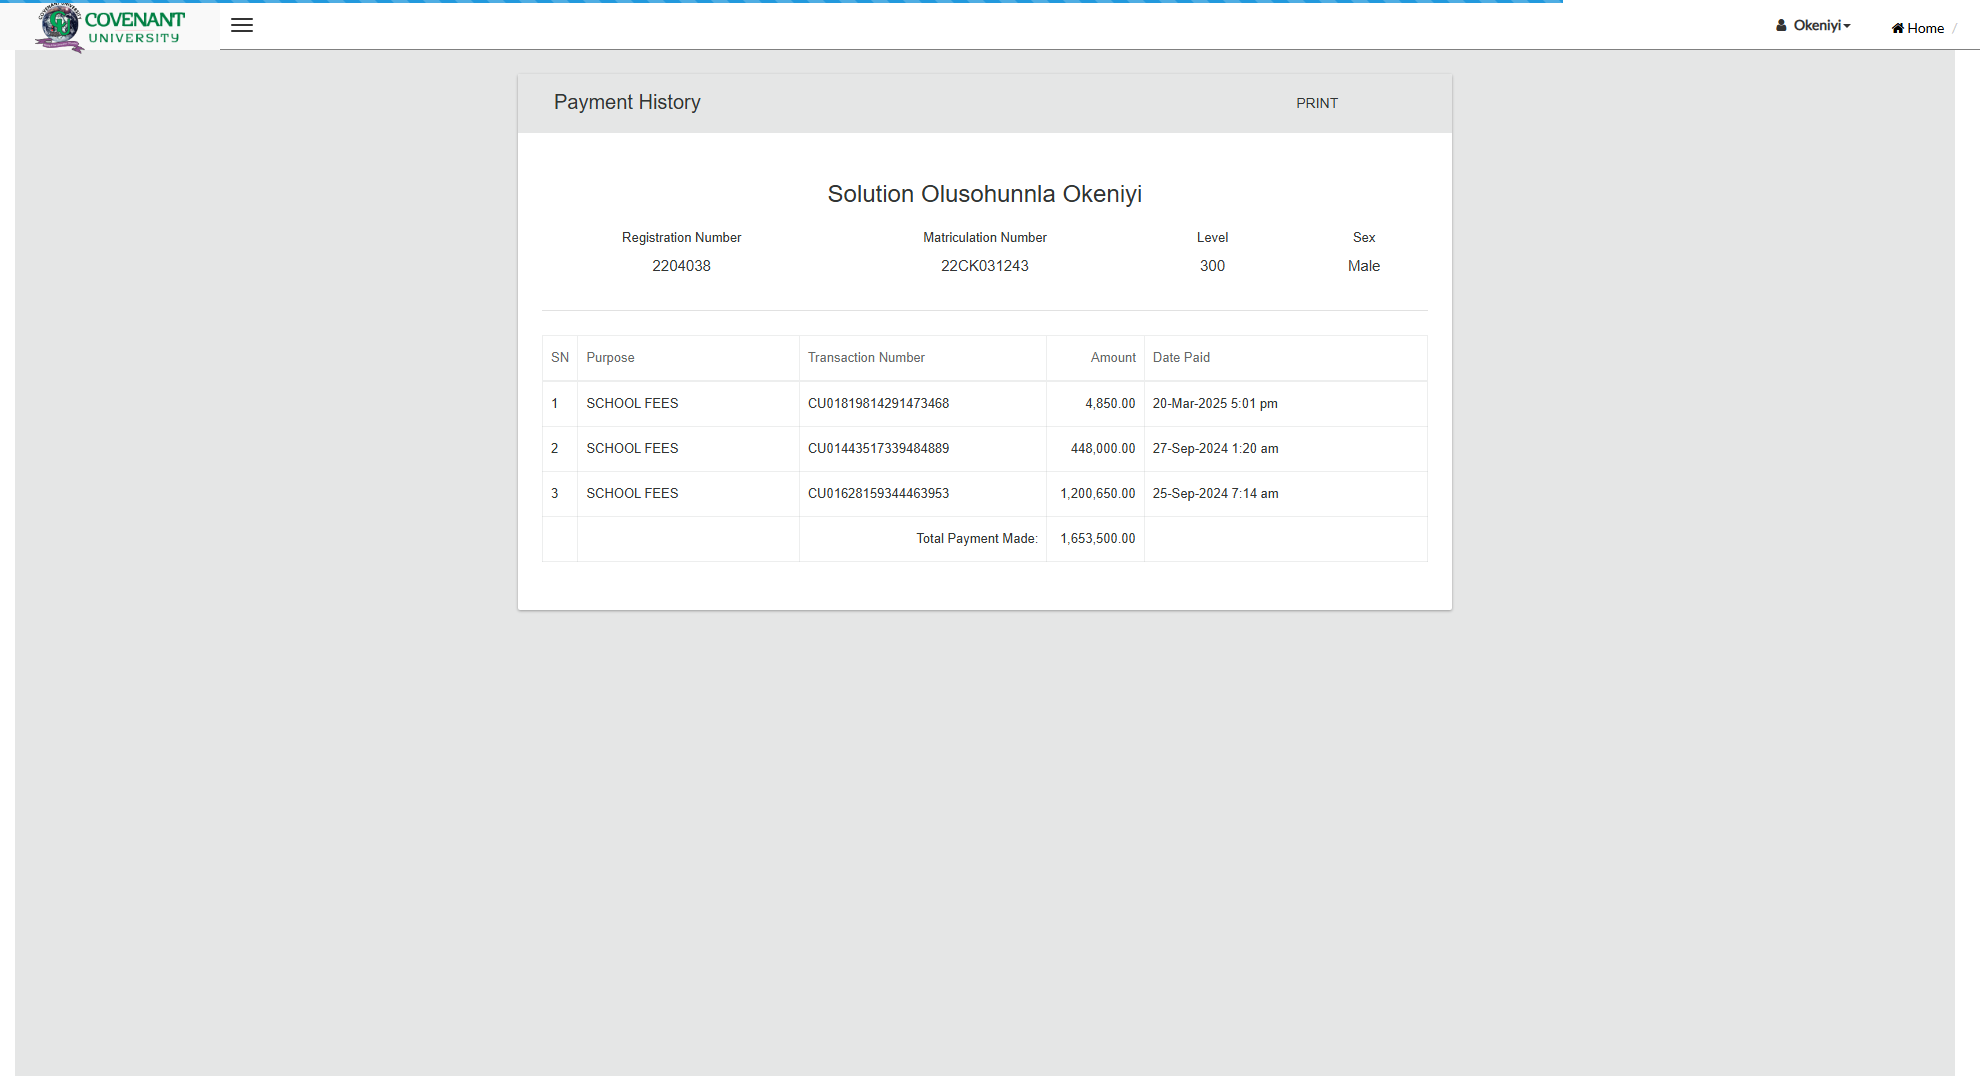 COVENANT
UNIVERSITY
Okeniyi
Home /
Payment History
PRINT
Solution Olusohunnla Okeniyi
Registration Number Matriculation Number Level Sex
2204038 22CK031243 300 Male
SN Purpose Transaction Number Amount Date Paid
1 SCHOOL FEES CU01819814291473468 4,850.00 20-Mar-2025 5:01 pm
2 SCHOOL FEES CU01443517339484889 448,000.00 27-Sep-2024 1:20 am
3 SCHOOL FEES CU01628159344463953 1,200,650.00 25-Sep-2024 7:14 am
Total Payment Made: 1,653,500.00